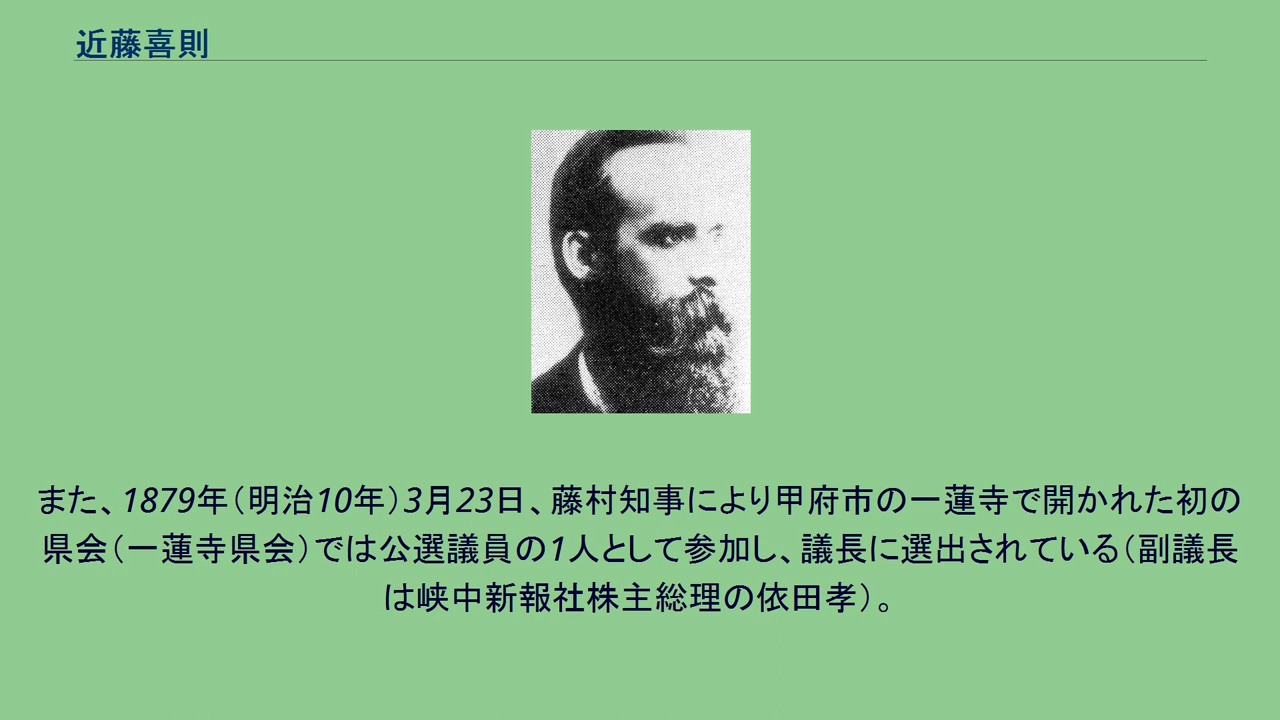 近藤喜則
また、1879年（明治10年）3月23日、藤村知事により甲府市の一蓮寺で開かれた初の
県会（一蓮寺県会）では公選議員の1人として参加し、議長に選出されている（副議長
は峡中新報社株主総理の依田孝）。